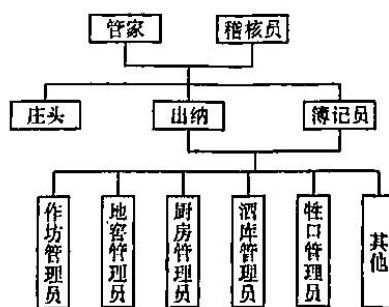 管家
稽核员
庄头
出纳
簿记员
作坊管理员
地窖管理员
厨房管理员
酒库管理员
牲口管理员
其他